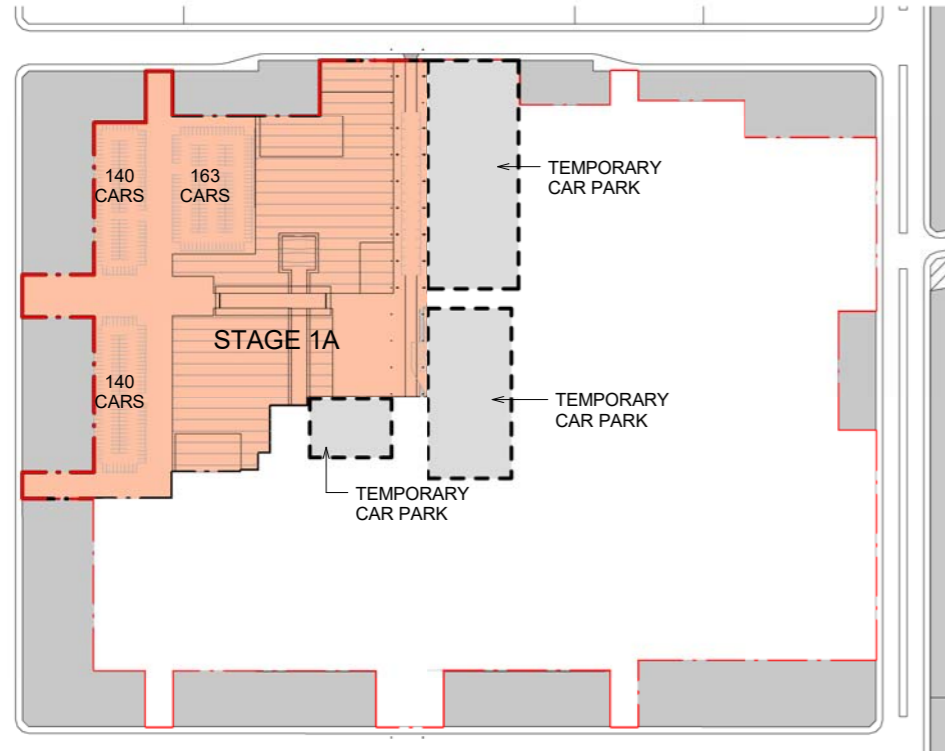 TEMPORARY
CAR PARK
140
CARS
163
CARS
STAGE 1A
140
CARS
TEMPORARY
CAR PARK
TEMPORARY
CAR PARK